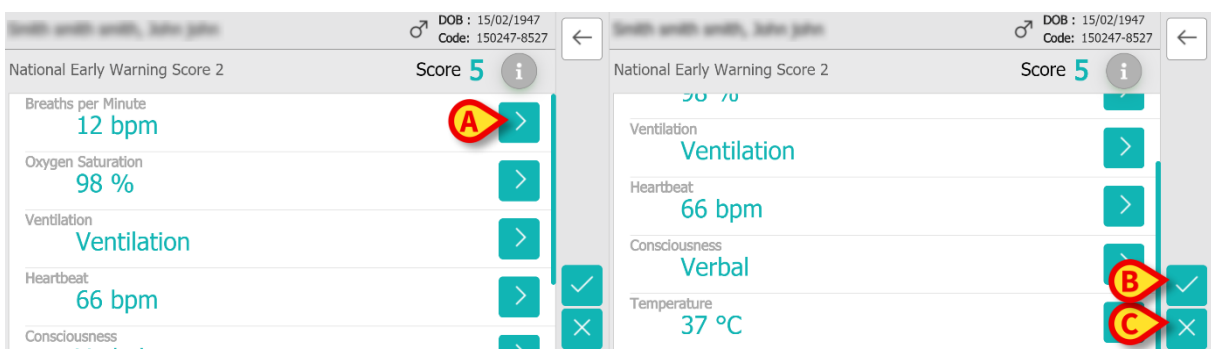 DOB : 15/02/1947
Code: 150247-8527
National Early Warning Score 2
Score 5
i
Breaths per Minute
12 bpm
A
Oxygen Saturation
98 %
Ventilation
Ventilation
Heartbeat
66 bpm
Consciousness
DOB : 15/02/1947
Code: 150247-8527
National Early Warning Score 2
Score 5
i
98 %
Ventilation
Ventilation
Heartbeat
66 bpm
Consciousness
Verbal
B
Temperature
37 °C
C